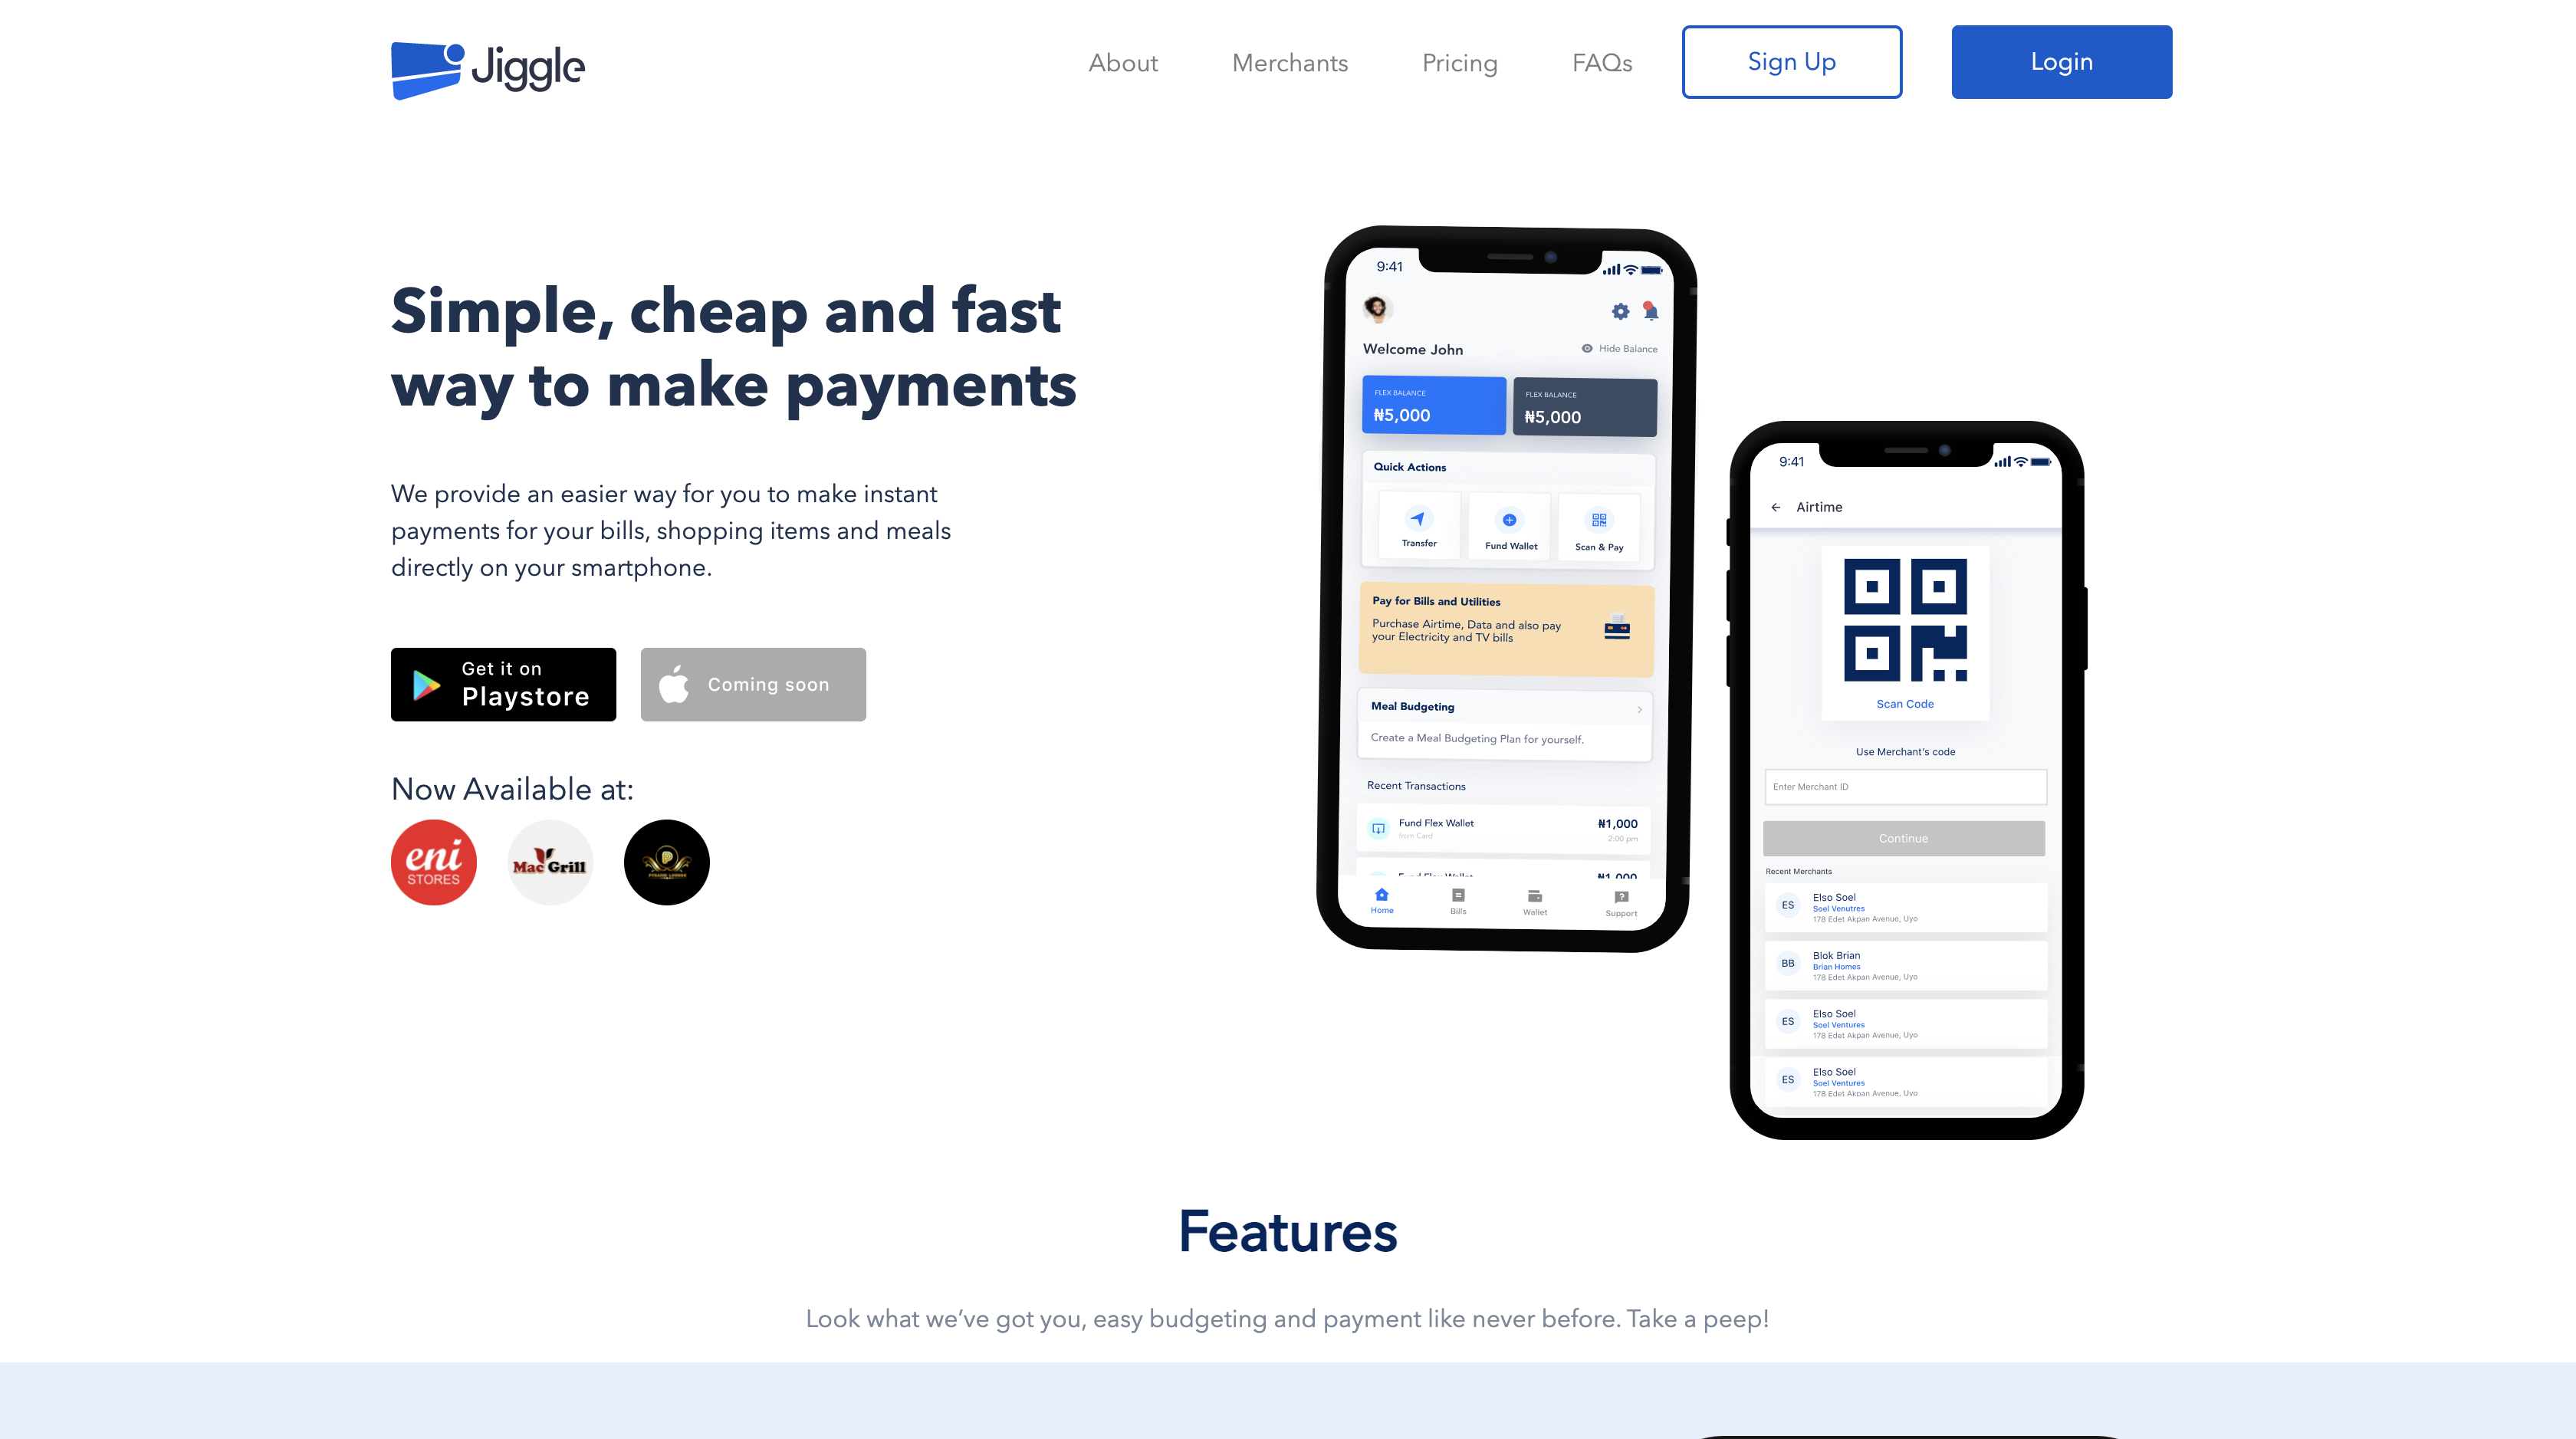 Jiggle
About
Merchants
Pricing
FAQs
Sign Up
Login
Simple, cheap and fast
way to make payments
We provide an easier way for you to make instant
payments for your bills, shopping items and meals
directly on your smartphone.
Get it on
Playstore
Coming soon
Now Available at:
eni
STORES
MacGrill
9:41
Welcome John
Hide Balance
FLEX BALANCE
₦5,000
FLEX BALANCE
₦5,000
Quick Actions
Transfer
Fund Wallet
Scan & Pay
Pay for Bills and Utilities
Purchase Airtime, Data and also pay
your Electricity and TV bills
Meal Budgeting
Create a Meal Budgeting Plan for yourself.
Recent Transactions
Fund Flex Wallet
₦1,000
from Card
2:00 pm
Fund Flex Wallet
₦1,000
Home
Bills
Wallet
Support
9:41
Airtime
Scan Code
Use Merchant's code
Enter Merchant ID
Continue
Recent Merchants
ES
Elso Soel
Soel Venutres
178 Edet Akpan Avenue, Uyo
BB
Blok Brian
Brian Homes
178 Edet Akpan Avenue, Uyo
ES
Elso Soel
Soel Ventures
178 Edet Akpan Avenue, Uyo
ES
Elso Soel
Soel Ventures
178 Edet Akpan Avenue, Uyo
Features
Look what we’ve got you, easy budgeting and payment like never before. Take a peep!